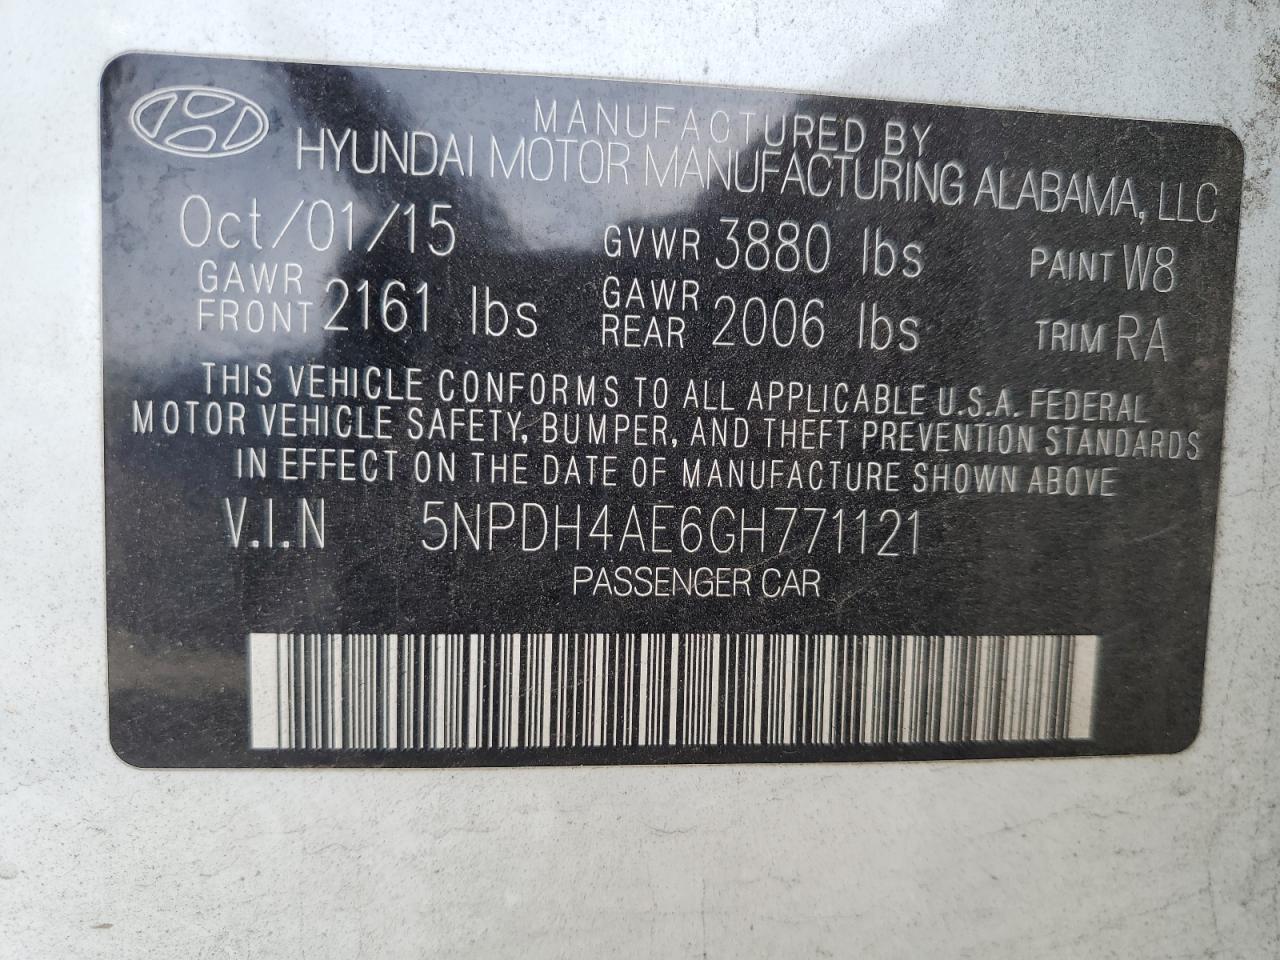 MANUFACTURED BY
HYUNDAI MOTOR MANUFACTURING ALABAMA, LLC
Oct/01/15 GVWR 3880 lbs PAINT W8
GAWR FRONT 2161 lbs GAWR REAR 2006 lbs TRIM RA
THIS VEHICLE CONFORMS TO ALL APPLICABLE U.S.A. FEDERAL
MOTOR VEHICLE SAFETY, BUMPER, AND THEFT PREVENTION STANDARDS
IN EFFECT ON THE DATE OF MANUFACTURE SHOWN ABOVE
V.I.N 5NPDH4AE6GH771121
PASSENGER CAR